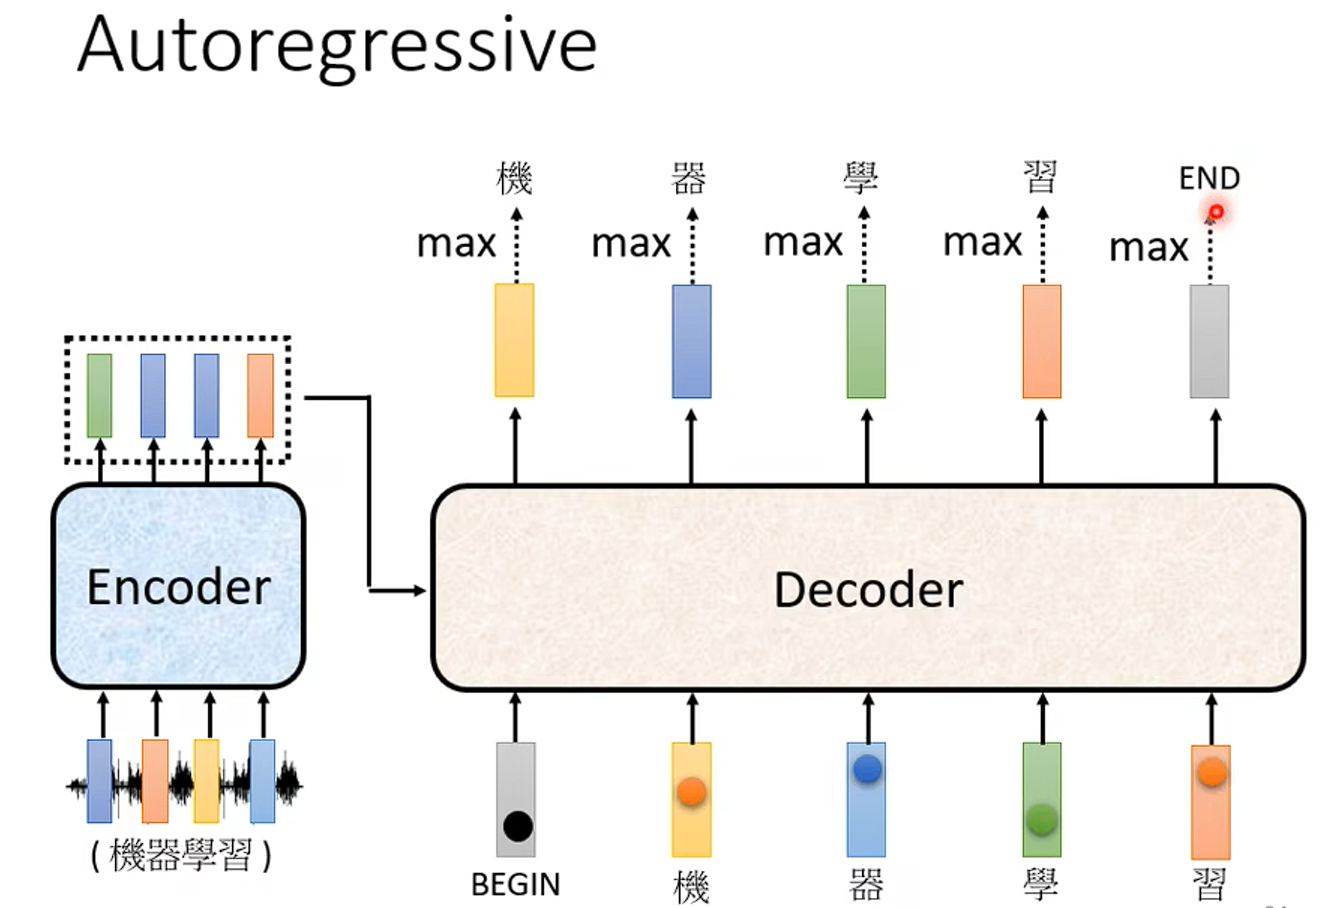 Autoregressive
機 器 學 習 END
max max max max max
Encoder
Decoder
(機器學習)
BEGIN 機 器 學 習